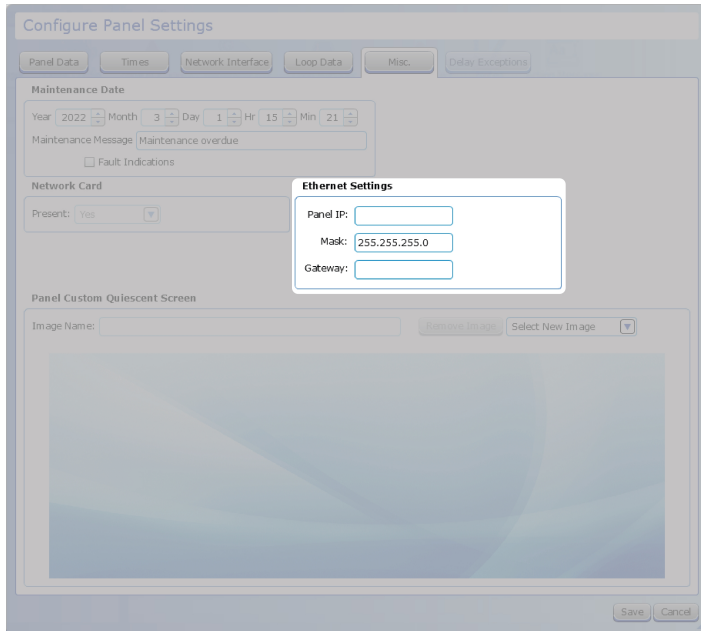 Configure Panel Settings
Panel Data Times Network Interface Loop Data Misc. Delay Exceptions
Maintenance Date
Year 2022 Month 3 Day 1 Hr 15 Min 21
Maintenance Message Maintenance overdue
Fault Indications
Network Card
Present: Yes
Ethernet Settings
Panel IP:
Mask: 255.255.255.0
Gateway:
Panel Custom Quiescent Screen
Image Name: Remove Image Select New Image
Save Cancel